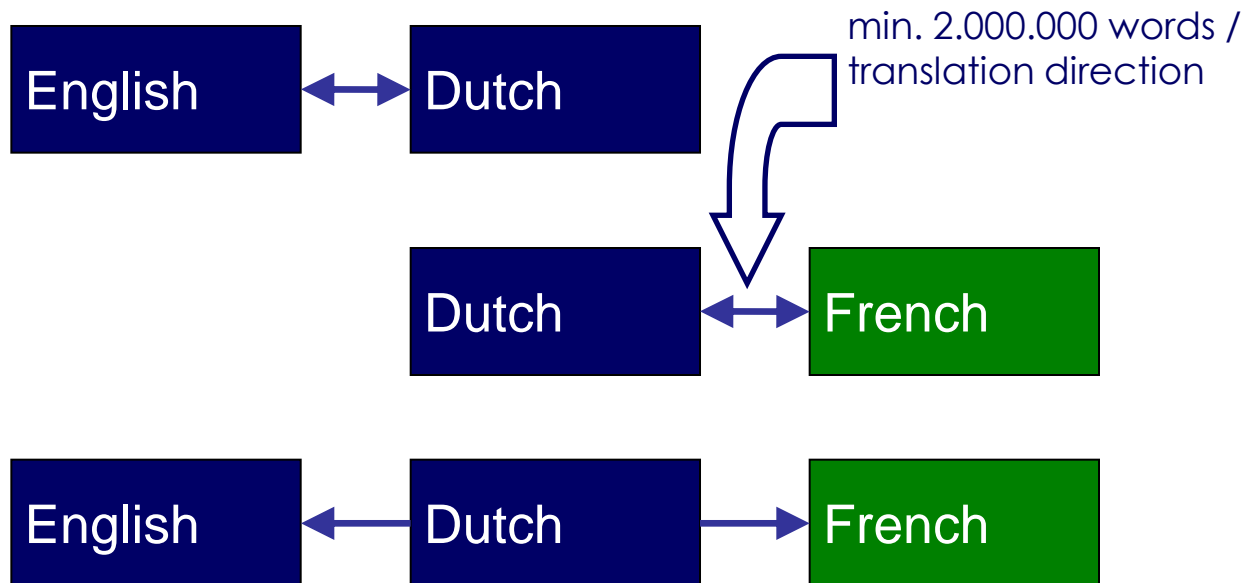 min. 2.000.000 words /
translation direction
English
Dutch
Dutch
French
English
Dutch
French